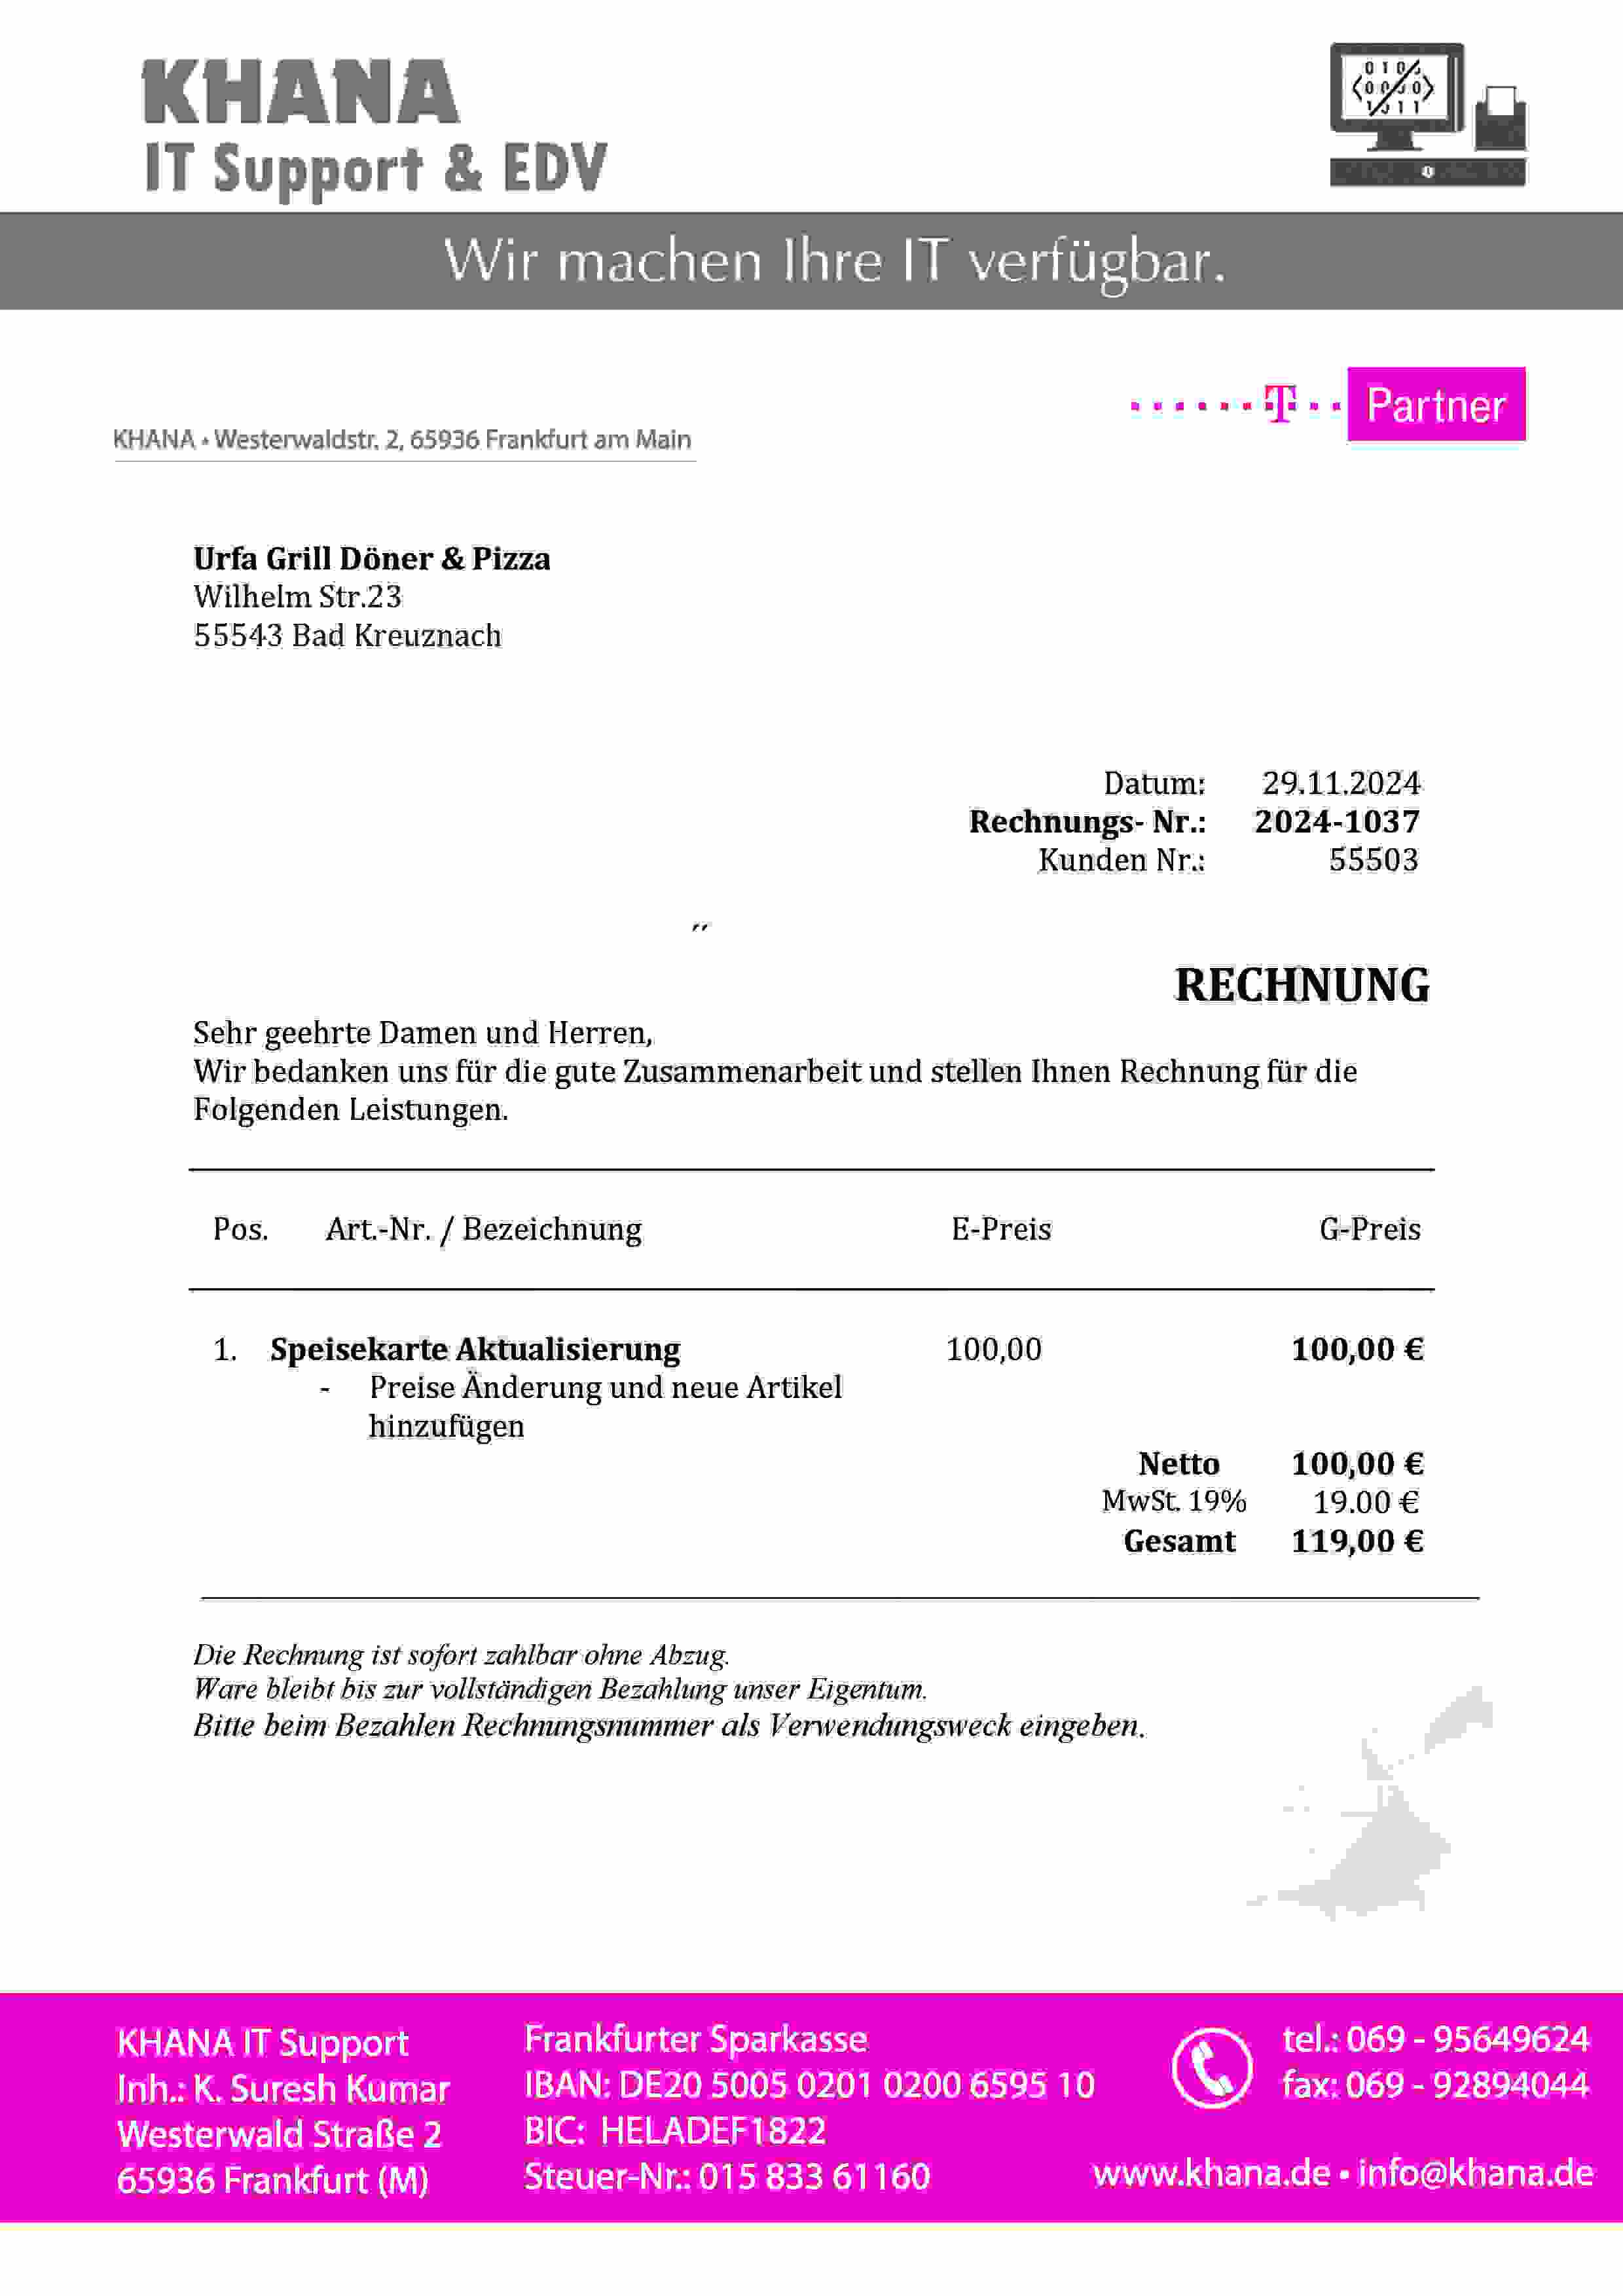 KHANA
IT Support & EDV
0 1 0
Wir machen Ihre IT verfügbar.
T Partner
KHANA • Westerwaldstr. 2, 65936 Frankfurt am Main
Urfa Grill Döner & Pizza
Wilhelm Str.23
55543 Bad Kreuznach
Datum: 29.11.2024
Rechnungs- Nr.: 2024-1037
Kunden Nr.: 55503
RECHNUNG
Sehr geehrte Damen und Herren,
Wir bedanken uns für die gute Zusammenarbeit und stellen Ihnen Rechnung für die
Folgenden Leistungen.
Pos. Art.-Nr. / Bezeichnung E-Preis G-Preis
1. Speisekarte Aktualisierung 100,00 100,00 €
- Preise Änderung und neue Artikel
hinzufügen
Netto 100,00 €
MwSt. 19% 19.00 €
Gesamt 119,00 €
Die Rechnung ist sofort zahlbar ohne Abzug.
Ware bleibt bis zur vollständigen Bezahlung unser Eigentum.
Bitte beim Bezahlen Rechnungsnummer als Verwendungsweck eingeben.
KHANA IT Support
Inh.: K. Suresh Kumar
Westerwald Straße 2
65936 Frankfurt (M)
Frankfurter Sparkasse
IBAN: DE20 5005 0201 0200 6595 10
BIC: HELADEF1822
Steuer-Nr.: 015 833 61160
tel.: 069 - 95649624
fax: 069 - 92894044
www.khana.de • info@khana.de